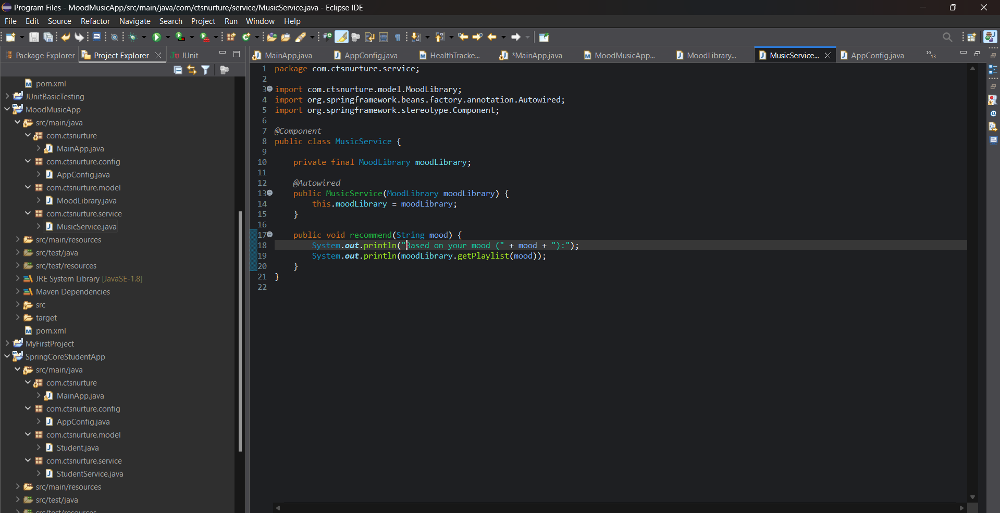 Program Files - MoodMusicApp/src/main/java/com/ctsnurture/service/MusicService.java - Eclipse IDE
File Edit Source Refactor Navigate Search Project Run Window Help
Package Explorer Project Explorer JUnit
MainApp.java AppConfig.java HealthTracke... *MainApp.java MoodMusicApp... MoodLibrary... MusicService... AppConfig.java »13
pom.xml
JUnitBasicTesting
MoodMusicApp
src/main/java
com.ctsnurture
MainApp.java
com.ctsnurture.config
AppConfig.java
com.ctsnurture.model
MoodLibrary.java
com.ctsnurture.service
MusicService.java
src/main/resources
src/test/java
src/test/resources
JRE System Library [JavaSE-1.8]
Maven Dependencies
src
target
pom.xml
MyFirstProject
SpringCoreStudentApp
src/main/java
com.ctsnurture
MainApp.java
com.ctsnurture.config
AppConfig.java
com.ctsnurture.model
Student.java
com.ctsnurture.service
StudentService.java
src/main/resources
src/test/java
src/test/resources
1 package com.ctsnurture.service;
2
3 import com.ctsnurture.model.MoodLibrary;
4 import org.springframework.beans.factory.annotation.Autowired;
5 import org.springframework.stereotype.Component;
6
7 @Component
8 public class MusicService {
9
10 private final MoodLibrary moodLibrary;
11
12 @Autowired
13 public MusicService(MoodLibrary moodLibrary) {
14 this.moodLibrary = moodLibrary;
15 }
16
17 public void recommend(String mood) {
18 System.out.println("Based on your mood (" + mood + "):");
19 System.out.println(moodLibrary.getPlaylist(mood));
20 }
21 }
22